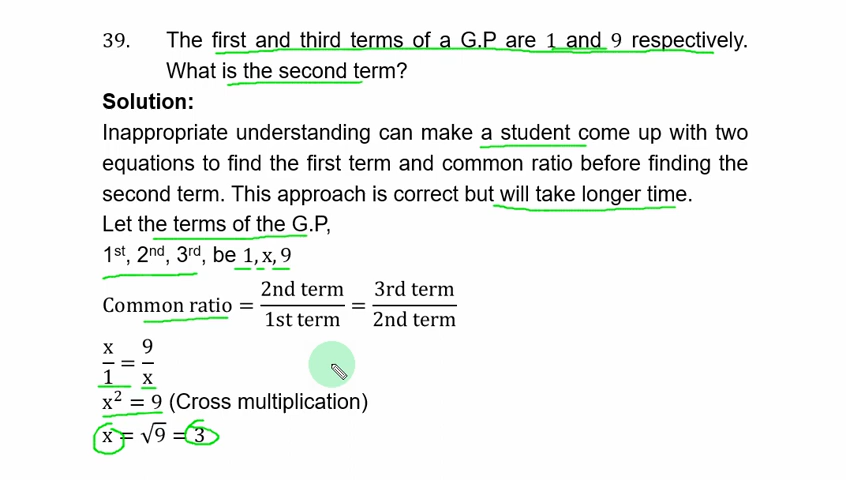 39. The first and third terms of a G.P are 1 and 9 respectively.
What is the second term?
Solution:
Inappropriate understanding can make a student come up with two
equations to find the first term and common ratio before finding the
second term. This approach is correct but will take longer time.
Let the terms of the G.P,
1ˢᵗ, 2ⁿᵈ, 3ʳᵈ, be 1, x, 9
Common ratio = 2nd term/1st term = 3rd term/2nd term
x/1 = 9/x
x² = 9 (Cross multiplication)
x = √9 = 3